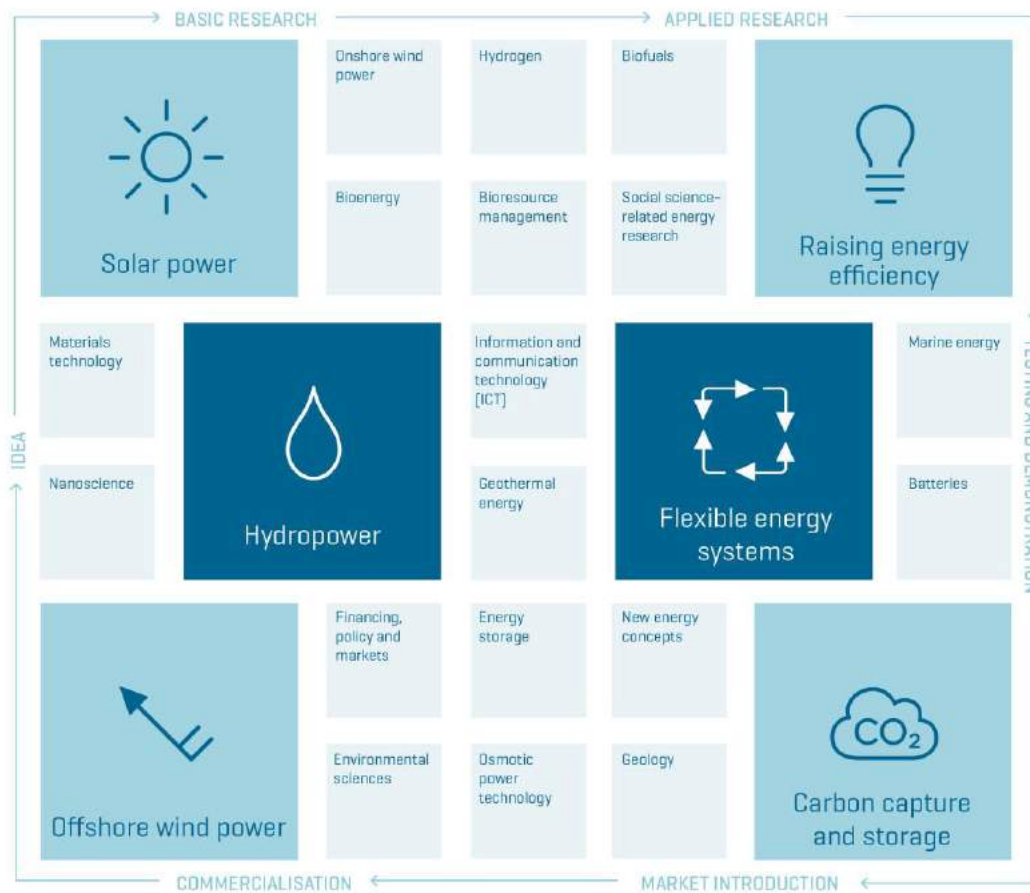 BASIC RESEARCH
APPLIED RESEARCH
Solar power
Onshore wind
power
Hydrogen
Biofuels
Bioenergy
Bioresource
management
Social science-
related energy
research
Raising energy
efficiency
IDEA
Materials
technology
Nanoscience
Hydropower
Information and
communication
technology
[ICT]
Geothermal
energy
Flexible energy
systems
Marine energy
Batteries
TESTING AND DEMONSTRATION
Offshore wind power
Financing,
policy and
markets
Energy
storage
New energy
concepts
Environmental
sciences
Osmotic
power
technology
Geology
CO₂
Carbon capture
and storage
COMMERCIALISATION
MARKET INTRODUCTION